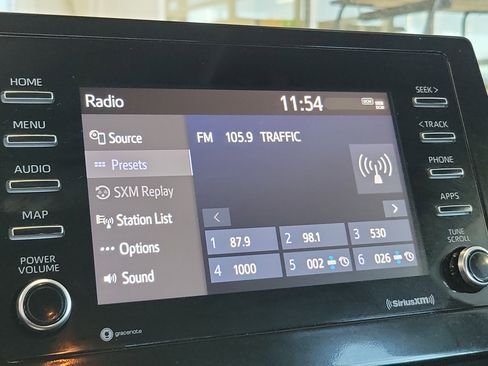 HOME
MENU
AUDIO
MAP
POWER
VOLUME
Radio
11:54
Source
Presets
SXM Replay
Station List
Options
Sound
FM 105.9 TRAFFIC
1 87.9 2 98.1 3 530
4 1000 5 002 6 026
SEEK >
< TRACK
PHONE
APPS
TUNE
SCROLL
gracenote
SiriusXM